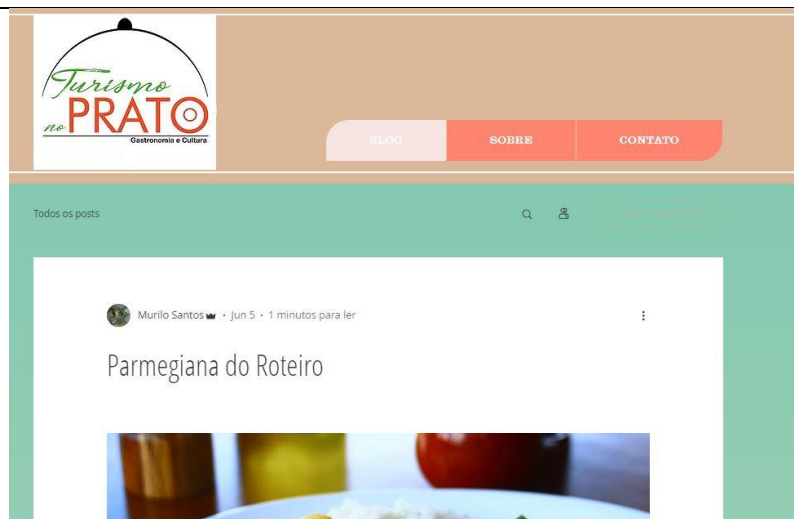 Turismo
no PRATO
Gastronomia e Cultura
BLOG
SOBRE
CONTATO
Todos os posts
Murilo Santos · Jun 5 · 1 minutos para ler
Parmegiana do Roteiro